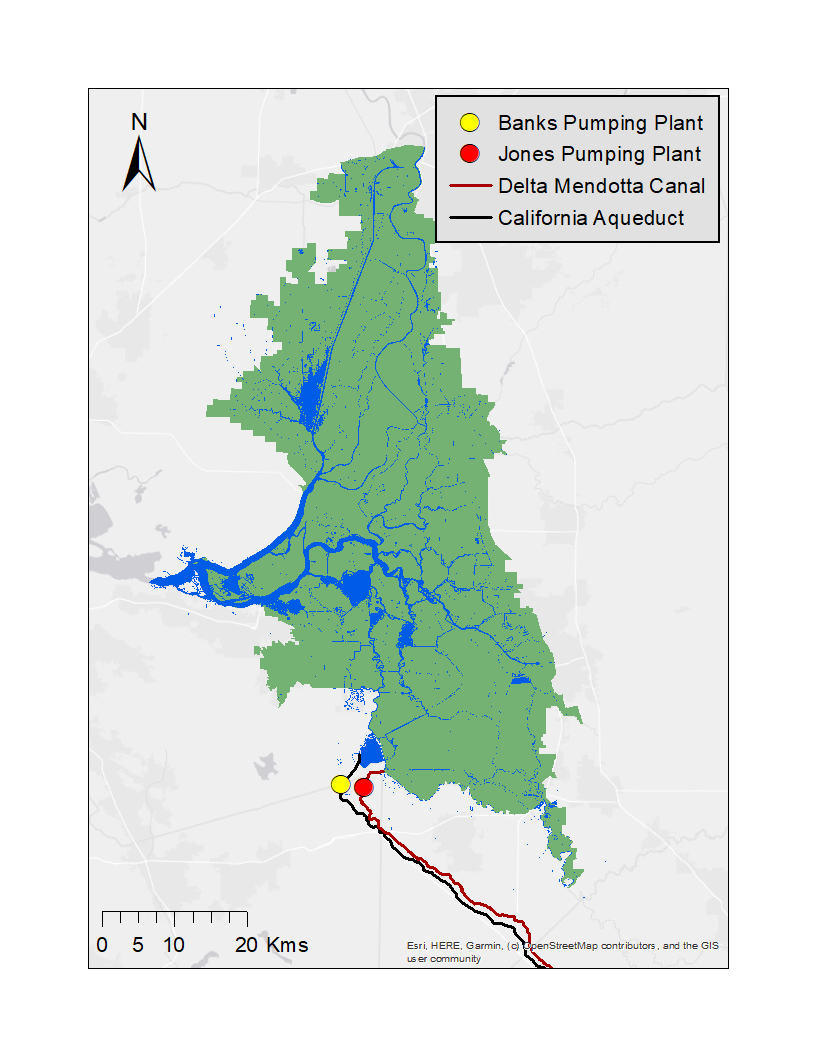 N
Banks Pumping Plant
Jones Pumping Plant
Delta Mendotta Canal
California Aqueduct
0 5 10 20 Kms
Esri, HERE, Garmin, (c) OpenStreetMap contributors, and the GIS
user community